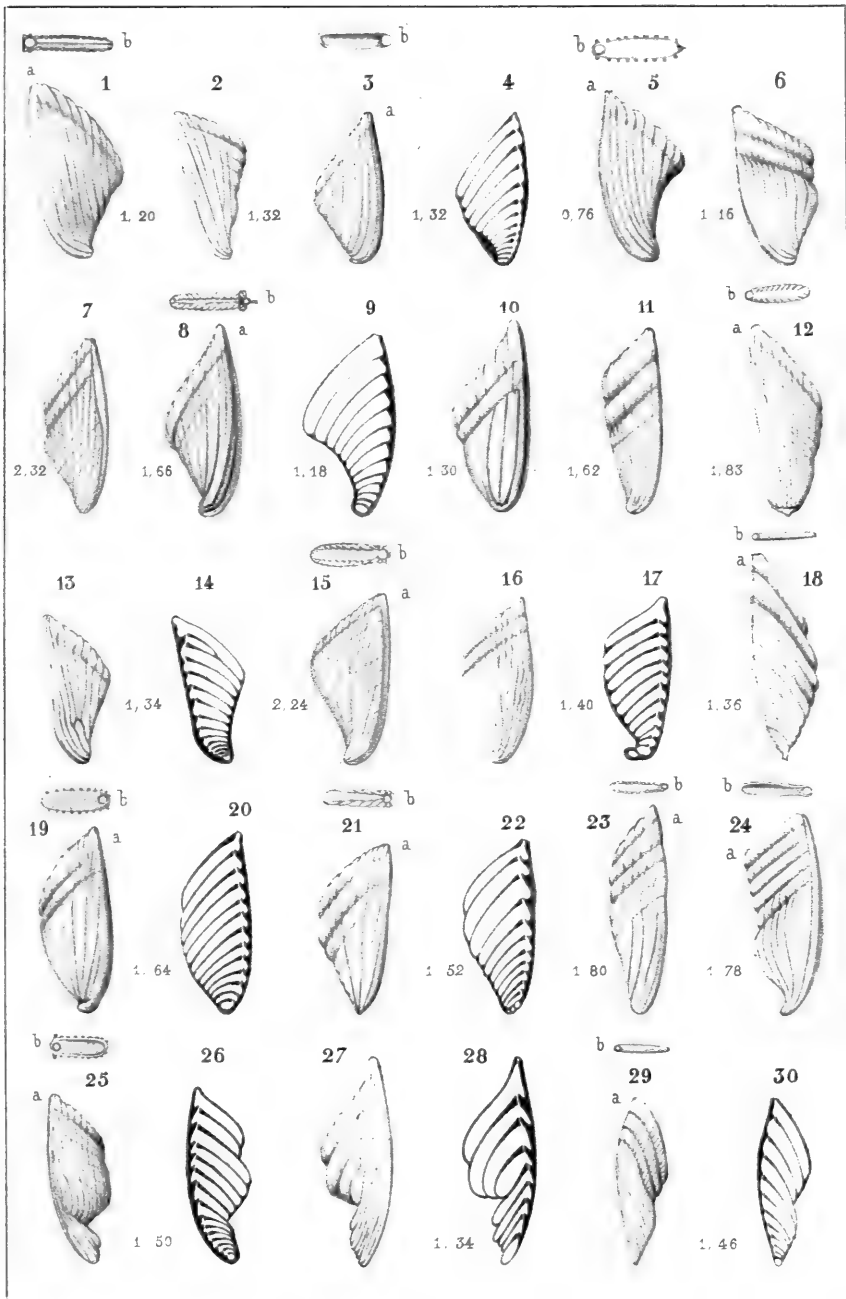 b b b
a 1 2 3 a 4 a 5 6
1,20 1,32 1,32 0,76 1 16
b b
7 8 a 9 10 11 a 12
2,32 1,66 1,18 1 30 1,62 1,83
b b
13 14 15 a 16 17 a 18
1,34 2,24 1.40 1.36
b b b b
19 a 20 21 a 22 23 a 24 a
1. 64 1 52 1 80 1.78
b b
25 a 26 27 28 29 a 30
1 50 1.34 1.46